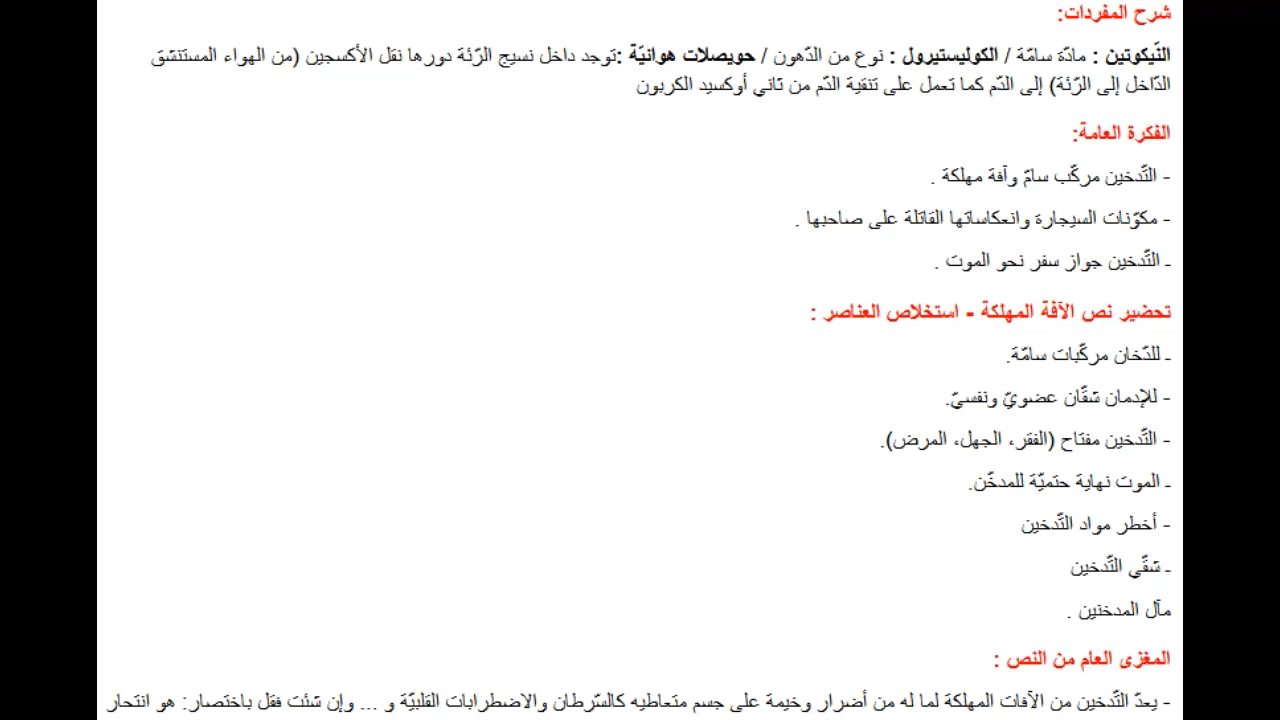 شرح المفردات:
النّيكوتين : مادّة سامّة / الكوليستيرول : نوع من الدّهون / حويصلات هوائيّة :توجد داخل نسيج الرّئة دورها نقل الأكسجين (من الهواء المستنشق
الدّاخل إلى الرّئة) إلى الدّم كما تعمل على تنقية الدّم من ثاني أوكسيد الكربون
الفكرة العامة:
- التّدخين مركّب سامّ وآفة مهلكة .
- مكوّنات السيجارة وانعكاساتها القاتلة على صاحبها .
ـ التّدخين جواز سفر نحو الموت .
تحضير نص الآفة المهلكة - استخلاص العناصر :
ـ للدّخان مركّبات سامّة.
- للإدمان شقّان عضويّ ونفسيّ.
- التّدخين مفتاح (الفقر، الجهل، المرض).
ـ الموت نهاية حتميّة للمدخّن.
- أخطر مواد التّدخين
ـ شقّي التّدخين
مآل المدخنين .
المغزى العام من النص :
- يعدّ التّدخين من الآفات المهلكة لما له من أضرار وخيمة على جسم متعاطيه كالسّرطان والاضطرابات القلبيّة و ... وإن شئت فقل باختصار: هو انتحار